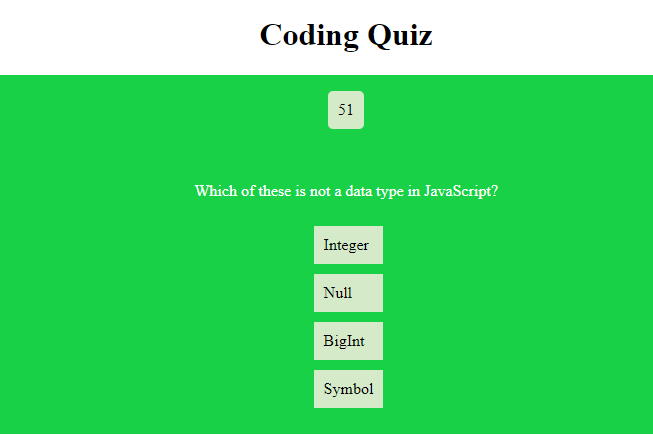 Coding Quiz
51
Which of these is not a data type in JavaScript?
Integer
Null
BigInt
Symbol